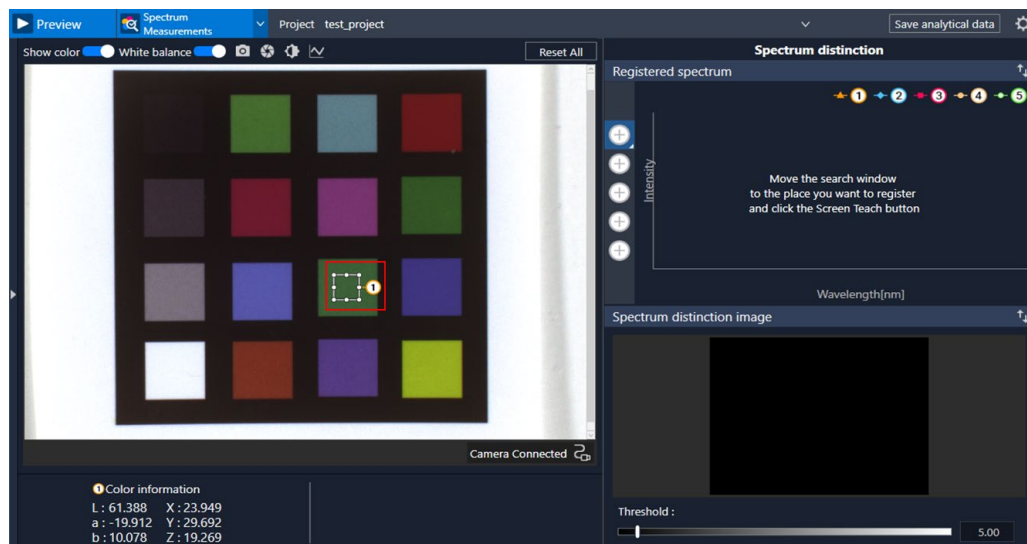 Preview
Spectrum
Measurements
Project test_project
Save analytical data
Show color
White balance
Reset All
1
Camera Connected
1 Color information
L : 61.388 X : 23.949
a : -19.912 Y : 29.692
b : 10.078 Z : 19.269
Spectrum distinction
Registered spectrum
1 2 3 4 5
Intensity
Move the search window
to the place you want to register
and click the Screen Teach button
Wavelength[nm]
Spectrum distinction image
Threshold :
5.00